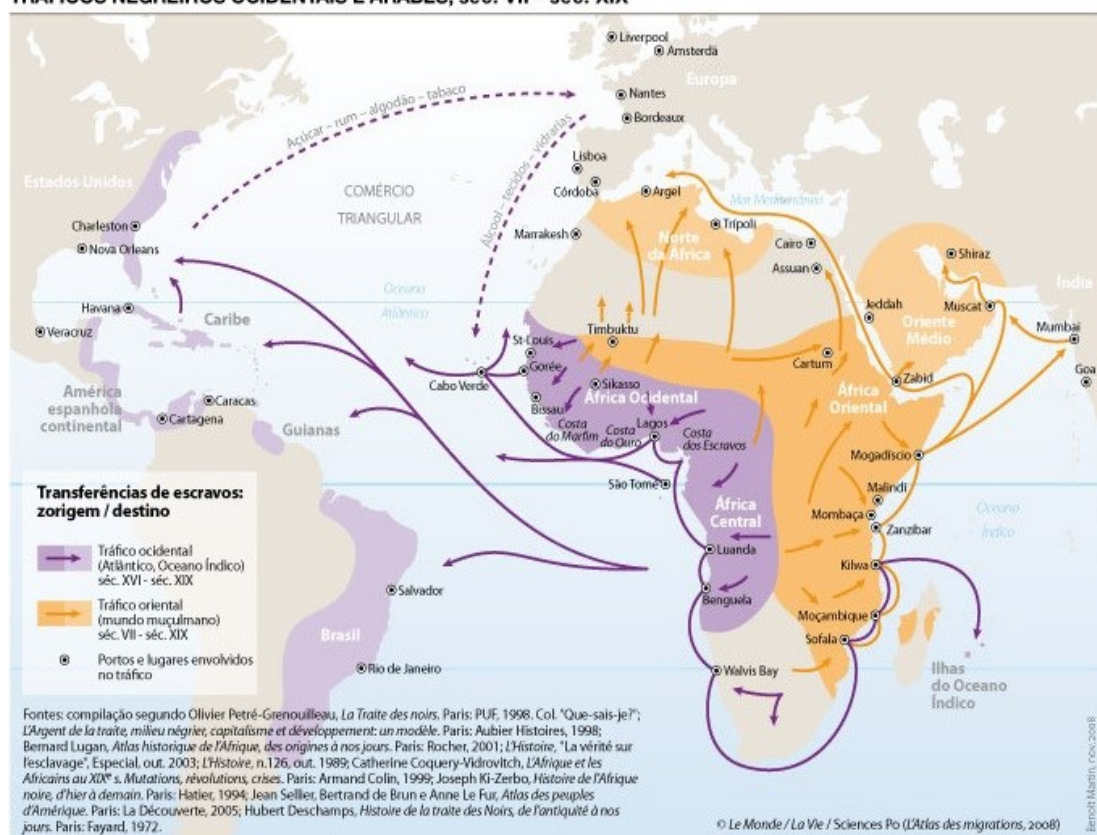 TRÁFICOS NEGREIROS OCIDENTAIS E ÁRABES, séc. VII - séc. XIX
Liverpool
Amsterdã
Europa
Nantes
Bordeaux
Açúcar – rum – algodão – tabaco
Álcool – tecidos – vidrarias
COMÉRCIO
TRIANGULAR
Lisboa
Córdoba
Argel
Mar Mediterrâneo
Trípoli
Marrakesh
Norte
da África
Cairo
Assuan
Shiraz
Índia
Estados Unidos
Charleston
Nova Orleans
Oceano
Atlântico
Jeddah
Muscat
Oriente
Médio
Mumbai
Goa
Havana
Veracruz
Caribe
Timbuktu
St-Louis
Gorée
Cabo Verde
Sikasso
Bissau
África Ocidental
Cartum
Zabid
África
Oriental
América
espanhola
continental
Caracas
Cartagena
Guianas
Costa
do Marfim
Costa
do Ouro
Lagos
Costa
dos Escravos
São Tomé
Mogadíscio
Malindi
Mombaça
Zanzibar
Oceano
Índico
África
Central
Luanda
Benguela
Kilwa
Moçambique
Sofala
Walvis Bay
Ilhas
do Oceano
Índico
Salvador
Brasil
Rio de Janeiro
Transferências de escravos:
zorigem / destino
Tráfico ocidental
(Atlântico, Oceano Índico)
séc. XVI - séc. XIX
Tráfico oriental
(mundo muçulmano)
séc. VII - séc. XIX
Portos e lugares envolvidos
no tráfico
Fontes: compilação segundo Olivier Petré-Grenouilleau, La Traite des noirs. Paris: PUF, 1998. Col. "Que-sais-je?";
L'Argent de la traite, milieu négrier, capitalisme et développement: un modèle. Paris: Aubier Histoires, 1998;
Bernard Lugan, Atlas historique de l'Afrique, des origines à nos jours. Paris: Rocher, 2001; L'Histoire, "La vérité sur
l'esclavage", Especial, out. 2003; L'Histoire, n.126, out. 1989; Catherine Coquery-Vidrovitch, L'Afrique et les
Africains au XIXe s. Mutations, révolutions, crises. Paris: Armand Colin, 1999; Joseph Ki-Zerbo, Histoire de l'Afrique
noire, d'hier à demain. Paris: Hatier, 1994; Jean Sellier, Bertrand de Brun e Anne Le Fur, Atlas des peuples
d'Amérique. Paris: La Découverte, 2005; Hubert Deschamps, Histoire de la traite des Noirs, de l'antiquité à nos
jours. Paris: Fayard, 1972.
© Le Monde / La Vie / Sciences Po (L'Atlas des migrations, 2008)
Benoît Martin, nov. 2008